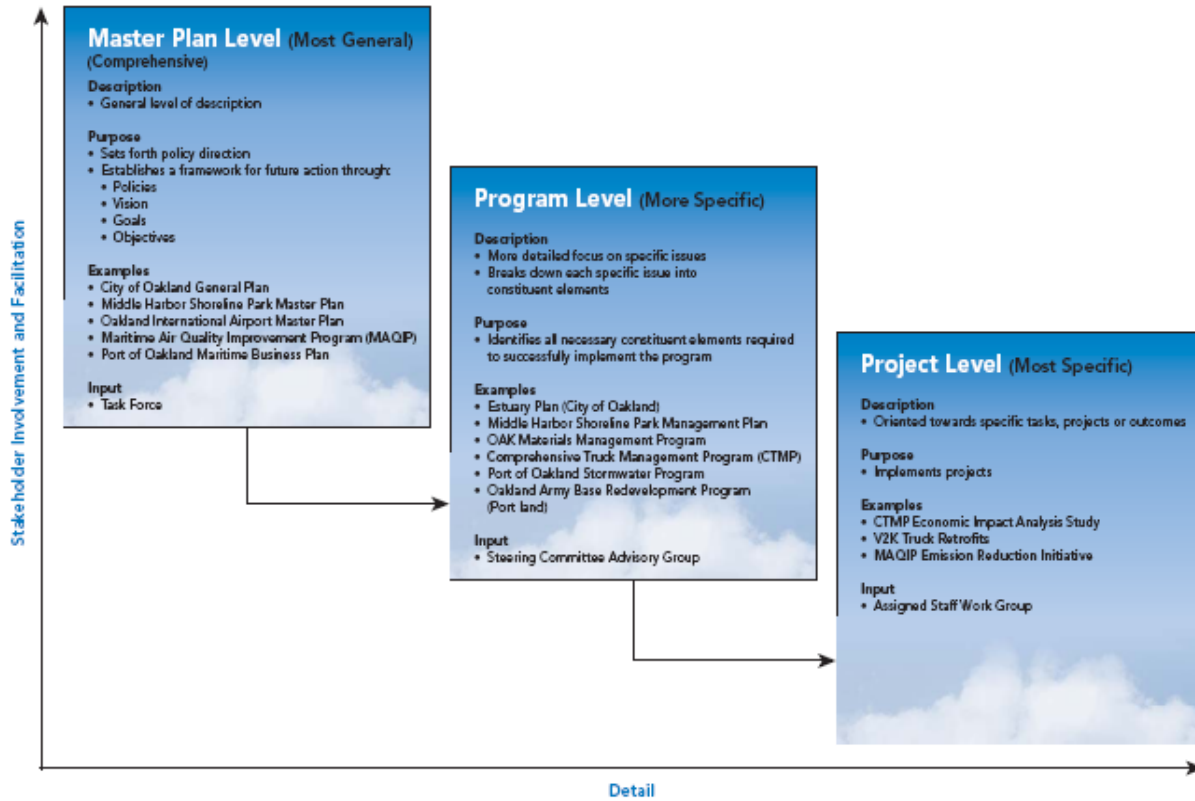 Stakeholder Involvement and Facilitation
Master Plan Level (Most General)
(Comprehensive)
Description
• General level of description
Purpose
• Sets forth policy direction
• Establishes a framework for future action through:
• Policies
• Vision
• Goals
• Objectives
Examples
• City of Oakland General Plan
• Middle Harbor Shoreline Park Master Plan
• Oakland International Airport Master Plan
• Maritime Air Quality Improvement Program (MAQIP)
• Port of Oakland Maritime Business Plan
Input
• Task Force
Program Level (More Specific)
Description
• More detailed focus on specific issues
• Breaks down each specific issue into
constituent elements
Purpose
• Identifies all necessary constituent elements required
to successfully implement the program
Examples
• Estuary Plan (City of Oakland)
• Middle Harbor Shoreline Park Management Plan
• OAK Materials Management Program
• Comprehensive Truck Management Program (CTMP)
• Port of Oakland Stormwater Program
• Oakland Army Base Redevelopment Program
(Port land)
Input
• Steering Committee Advisory Group
Project Level (Most Specific)
Description
• Oriented towards specific tasks, projects or outcomes
Purpose
• Implements projects
Examples
• CTMP Economic Impact Analysis Study
• V2K Truck Retrofits
• MAQIP Emission Reduction Initiative
Input
• Assigned Staff Work Group
Detail